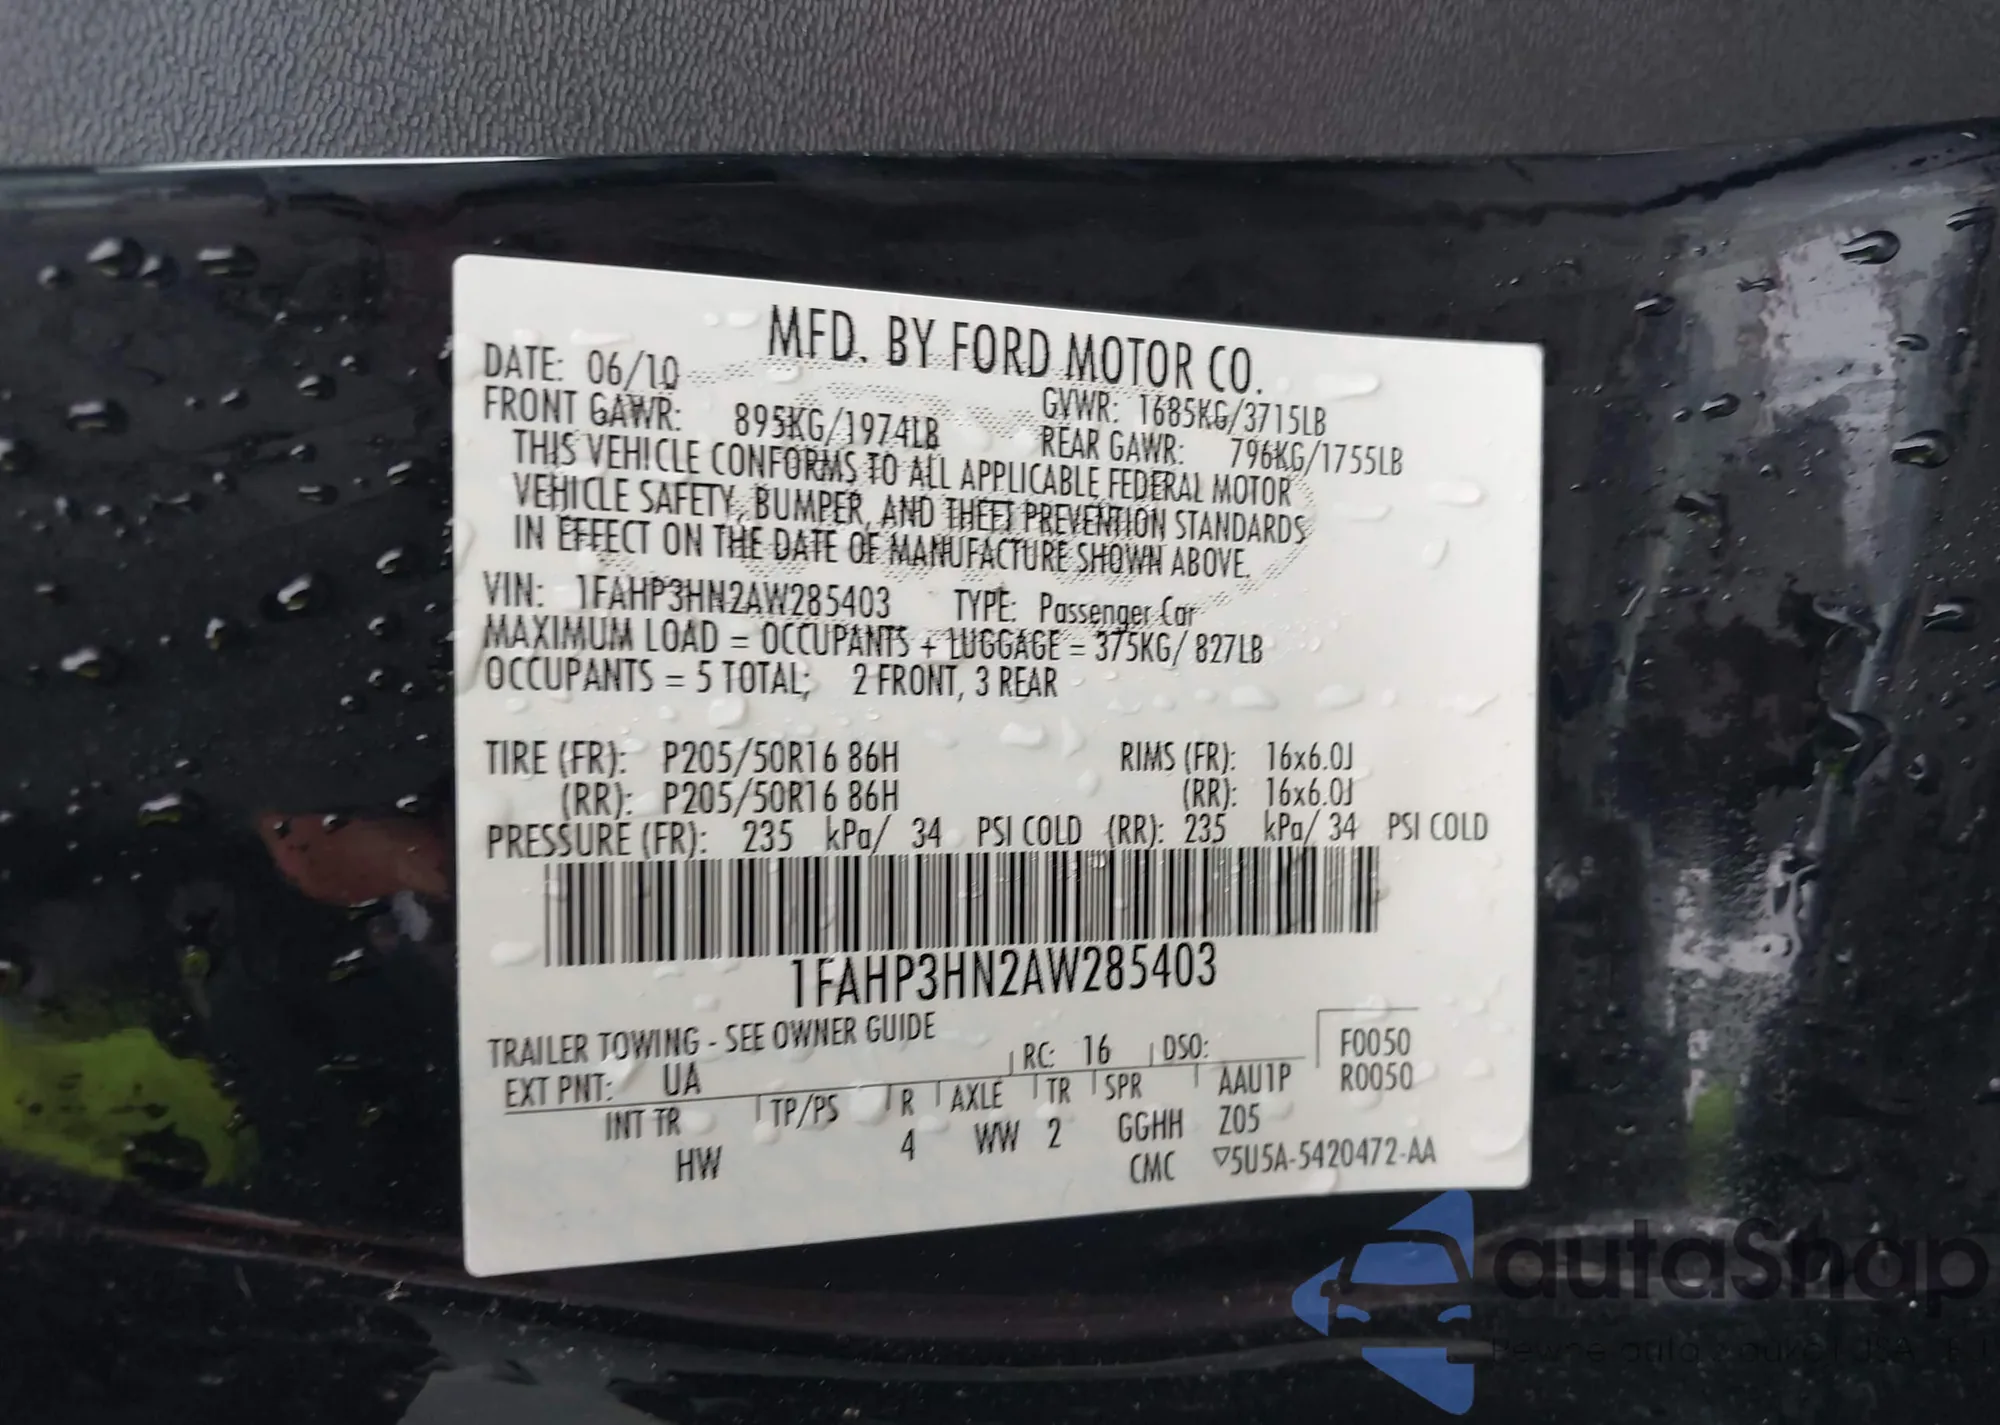 MFD. BY FORD MOTOR CO.
DATE: 06/10 GVWR: 1685KG/3715LB
FRONT GAWR: 895KG/1974LB REAR GAWR: 796KG/1755LB
THIS VEHICLE CONFORMS TO ALL APPLICABLE FEDERAL MOTOR
VEHICLE SAFETY, BUMPER, AND THEFT PREVENTION STANDARDS
IN EFFECT ON THE DATE OF MANUFACTURE SHOWN ABOVE.
VIN: 1FAHP3HN2AW285403 TYPE: Passenger Car
MAXIMUM LOAD = OCCUPANTS + LUGGAGE = 375KG/ 827LB
OCCUPANTS = 5 TOTAL; 2 FRONT, 3 REAR
TIRE (FR): P205/50R16 86H RIMS (FR): 16x6.0J
(RR): P205/50R16 86H (RR): 16x6.0J
PRESSURE (FR): 235 kPa/ 34 PSI COLD (RR): 235 kPa/ 34 PSI COLD
1FAHP3HN2AW285403
TRAILER TOWING - SEE OWNER GUIDE
EXT PNT: UA RC: 16 DSO: F0050
INT TR TP/PS R AXLE TR SPR AAU1P R0050
HW 4 WW 2 GGHH Z05
CMC ▽5U5A-5420472-AA
autaSnap